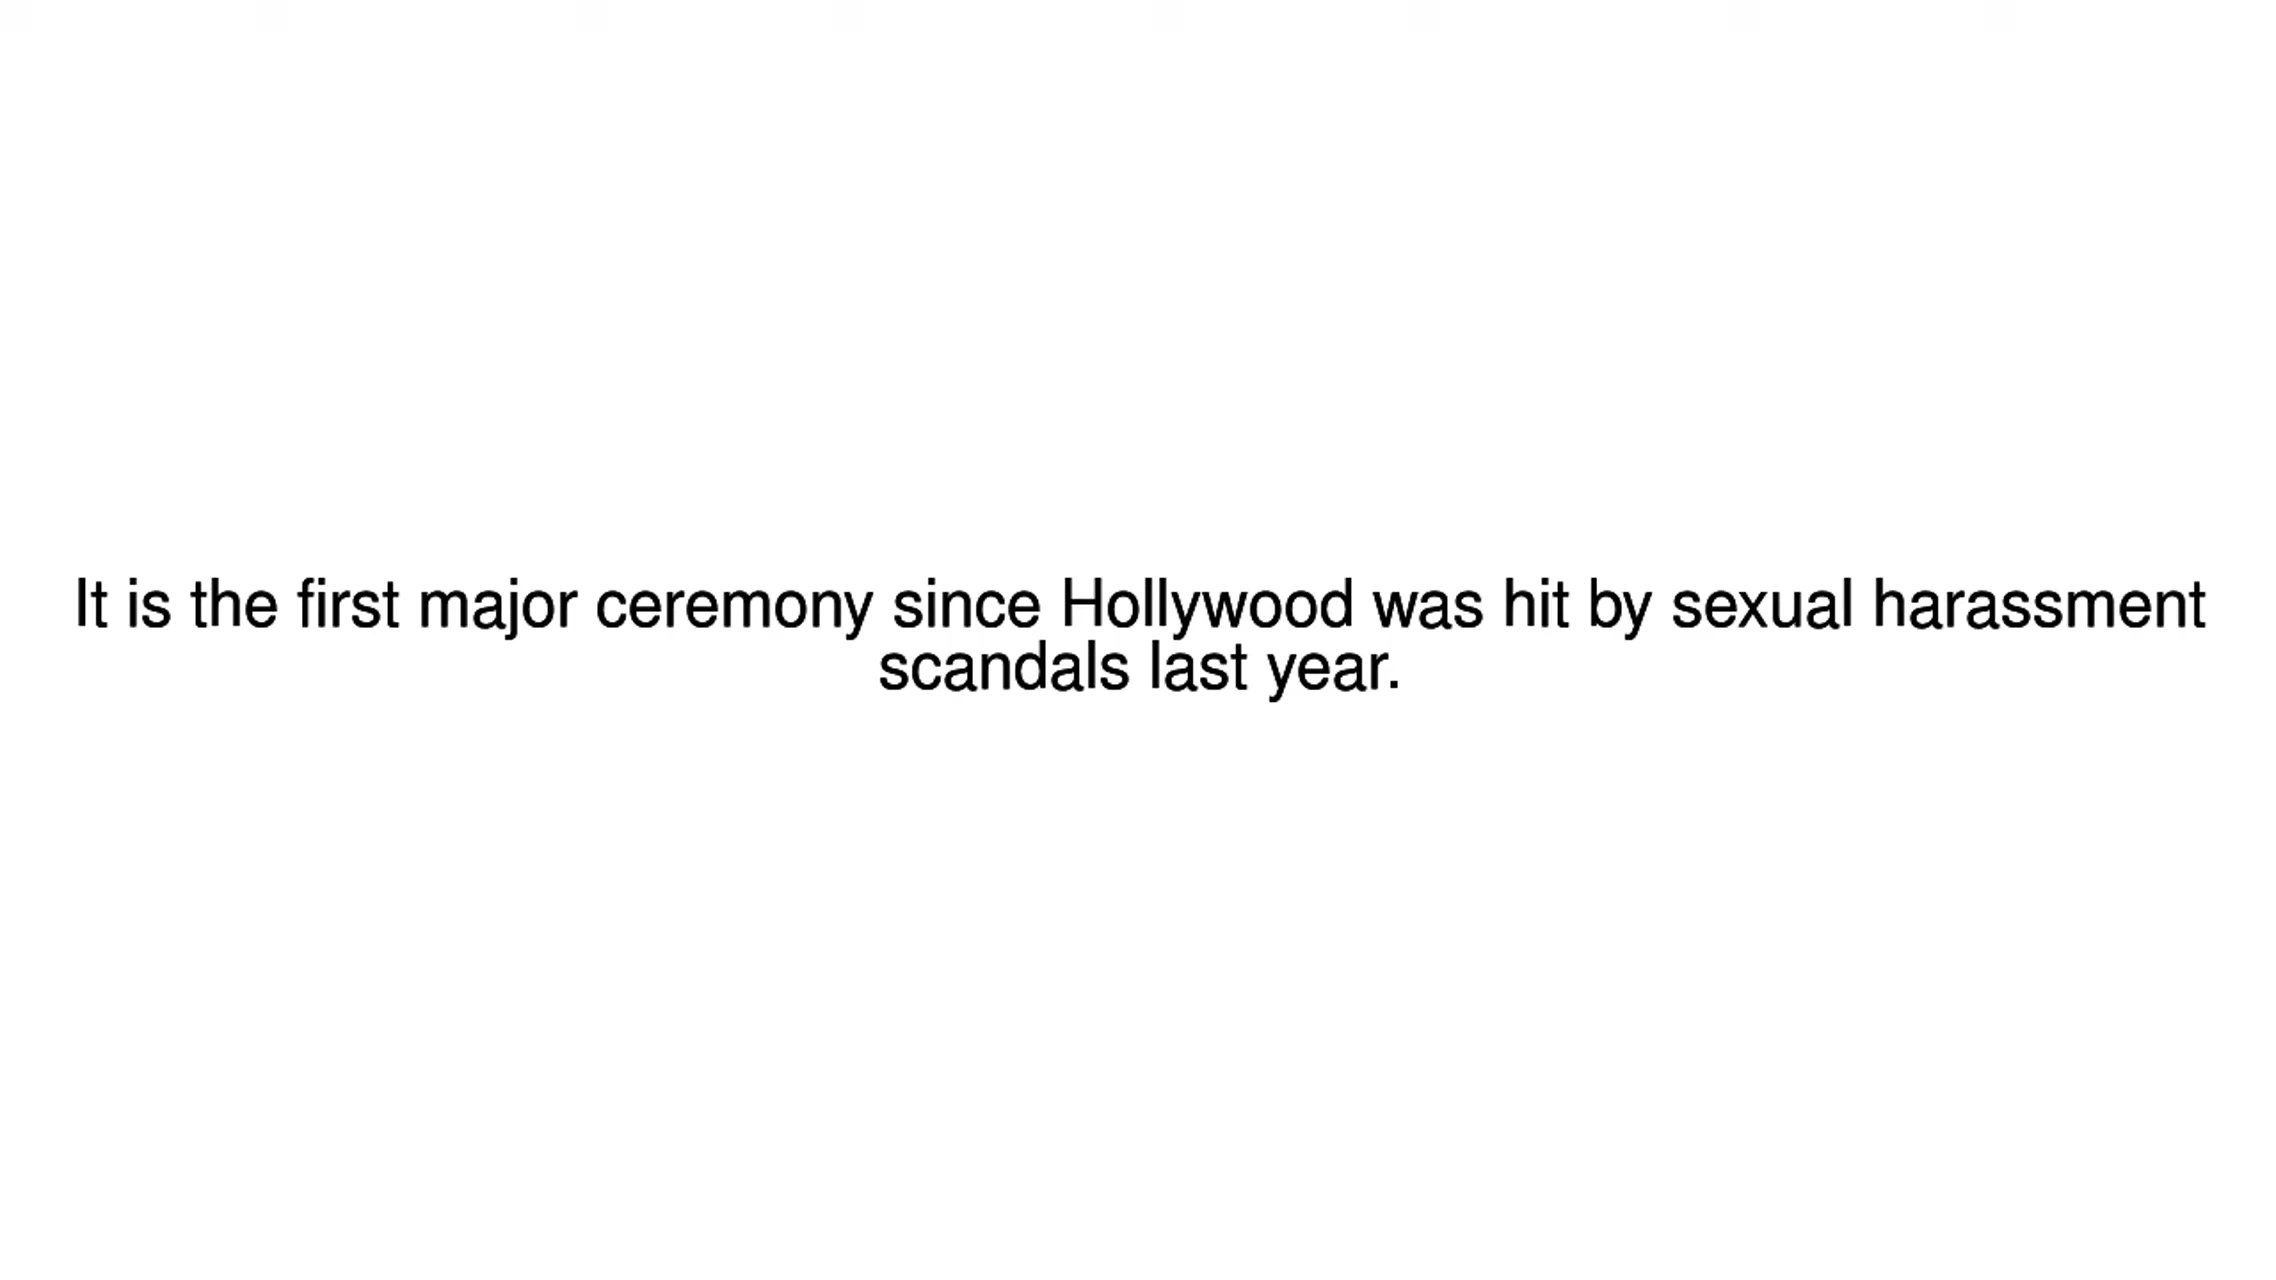 It is the first major ceremony since Hollywood was hit by sexual harassment
scandals last year.